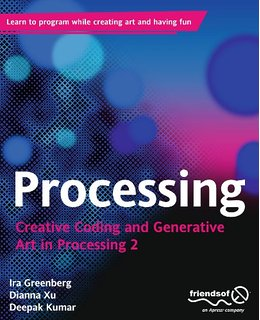 Learn to program while creating art and having fun
Processing
Creative Coding and Generative
Art in Processing 2
Ira Greenberg
Dianna Xu
Deepak Kumar
friendsof
an Apress company